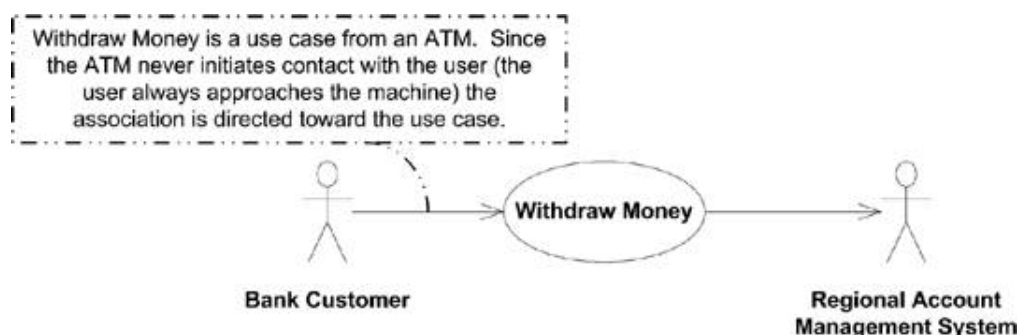 Withdraw Money is a use case from an ATM. Since
the ATM never initiates contact with the user (the
user always approaches the machine) the
association is directed toward the use case.
Withdraw Money
Bank Customer
Regional Account
Management System